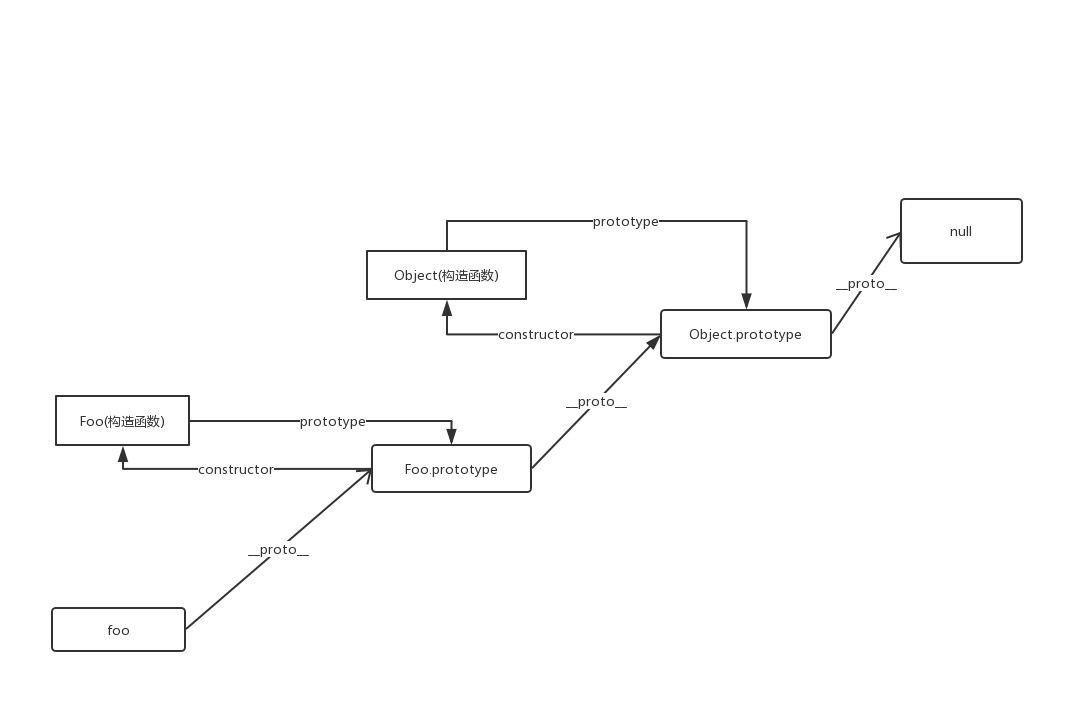 prototype
null
Object(构造函数)
__proto__
constructor
Object.prototype
__proto__
Foo(构造函数)
prototype
constructor
Foo.prototype
__proto__
foo